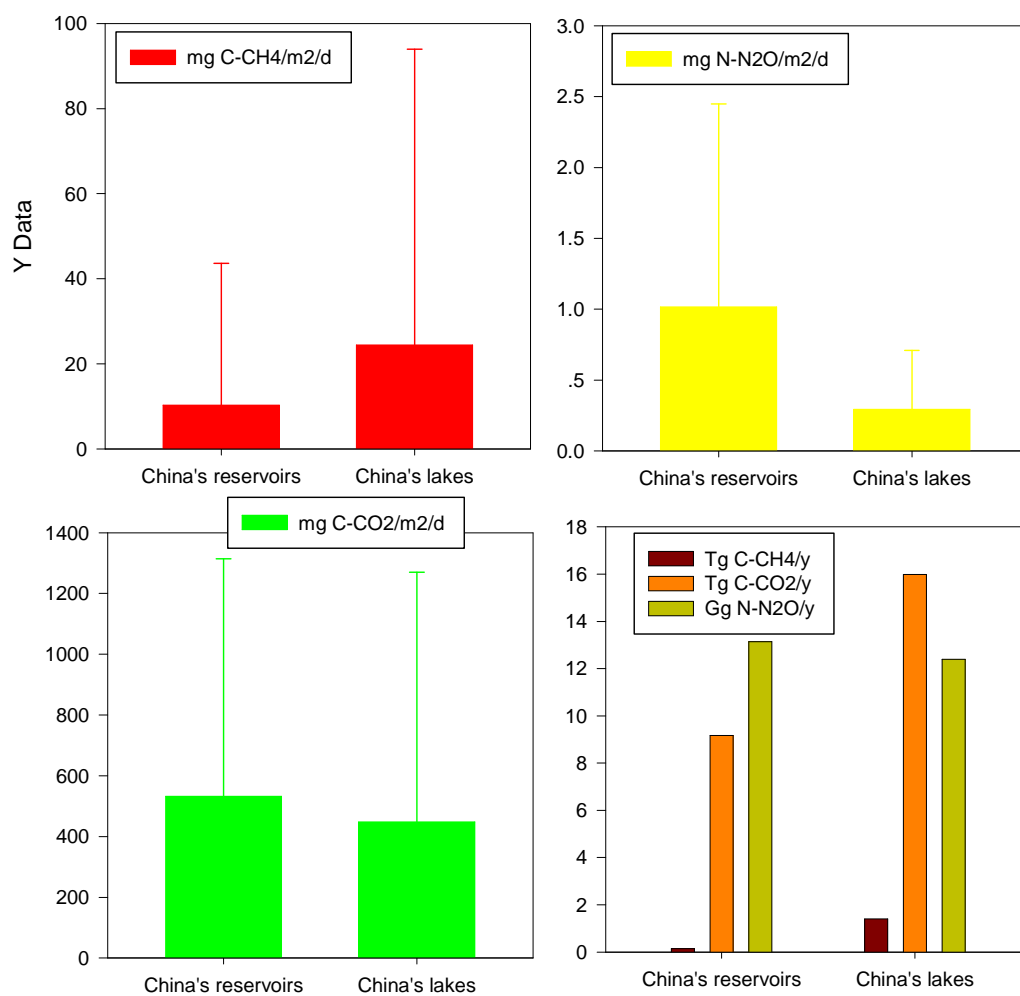 100
80
60
40
20
0
Y Data
mg C-CH4/m2/d
China's reservoirs
China's lakes
3.0
2.5
2.0
1.5
1.0
.5
0.0
mg N-N2O/m2/d
China's reservoirs
China's lakes
1400
1200
1000
800
600
400
200
0
mg C-CO2/m2/d
China's reservoirs
China's lakes
18
16
14
12
10
8
6
4
2
0
Tg C-CH4/y
Tg C-CO2/y
Gg N-N2O/y
China's reservoirs
China's lakes